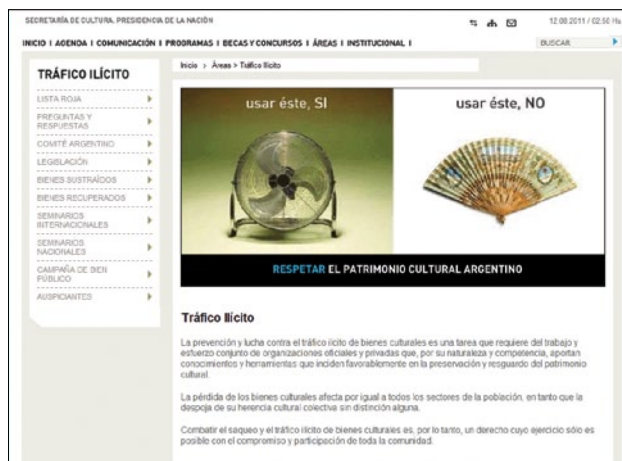 SECRETARÍA DE CULTURA, PRESIDENCIA DE LA NACIÓN
12.08.2011 / 02:50 Hs
INICIO I AGENDA I COMUNICACIÓN I PROGRAMAS I BECAS Y CONCURSOS I ÁREAS I INSTITUCIONAL I
BUSCAR
Inicio > Áreas > Tráfico Ilícito
TRÁFICO ILÍCITO
LISTA ROJA
PREGUNTAS Y
RESPUESTAS
COMITÉ ARGENTINO
LEGISLACIÓN
BIENES SUSTRAÍDOS
BIENES RECUPERADOS
SEMINARIOS
INTERNACIONALES
SEMINARIOS
NACIONALES
CAMPAÑA DE BIEN
PÚBLICO
AUSPICIANTES
usar éste, SI
usar éste, NO
RESPETAR EL PATRIMONIO CULTURAL ARGENTINO
Tráfico Ilícito
La prevención y lucha contra el tráfico ilícito de bienes culturales es una tarea que requiere del trabajo y
esfuerzo conjunto de organizaciones oficiales y privadas que, por su naturaleza y competencia, aportan
conocimientos y herramientas que inciden favorablemente en la preservación y resguardo del patrimonio
cultural.
La pérdida de los bienes culturales afecta por igual a todos los sectores de la población, en tanto que la
despoja de su herencia cultural colectiva sin distinción alguna.
Combatir el saqueo y el tráfico ilícito de bienes culturales es, por lo tanto, un derecho cuyo ejercicio sólo es
posible con el compromiso y participación de toda la comunidad.